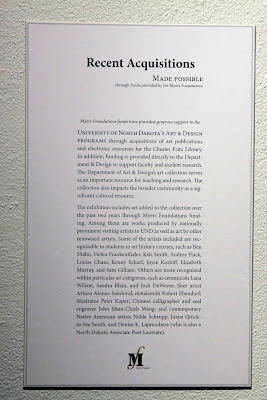 Recent Acquisitions
MADE POSSIBLE
through funds provided by the Myers Foundations
Myers Foundations funds have provided generous support to the
UNIVERSITY OF NORTH DAKOTA'S ART & DESIGN
PROGRAMS through acquisitions of art publications
and electronic resources for the Chester Fritz Library.
In addition, funding is provided directly to the Depart-
ment & Design to support faculty and student research.
The Department of Art & Design's art collection serves
as an important resource for teaching and research. The
collection also impacts the broader community as a sig-
nificant cultural resource.
The exhibition includes art added to the collection over
the past two years through Myers Foundations fund-
ing. Among them are works produced by nationally
prominent visiting artists to UND as well as art by other
renowned artists. Some of the artists included are rec-
ognizable to students in art history courses, such as Ben
Shahn, Helen Frankenthaler, Kiki Smith, Audrey Flack,
Louise Chase, Kenny Scharf, Joyce Kozloff, Elizabeth
Murray, and Sam Gilliam. Others are more recognized
within particular art categories, such as ceramicists Lana
Wilson, Sandra Blain, and Josh DeWeese; fiber artist
Arturo Alonzo Sandoval; metalsmith Robert Ebendorf;
illustrator Peter Kuper; Chinese calligrapher and seal
engraver John Shun-Chieh Wang; and contemporary
Native American artists Nelda Schrupp, Jaune Quick-
to-See Smith, and Denise K. Lajimodiere (who is also a
North Dakota Associate Poet Laureate).
Mf